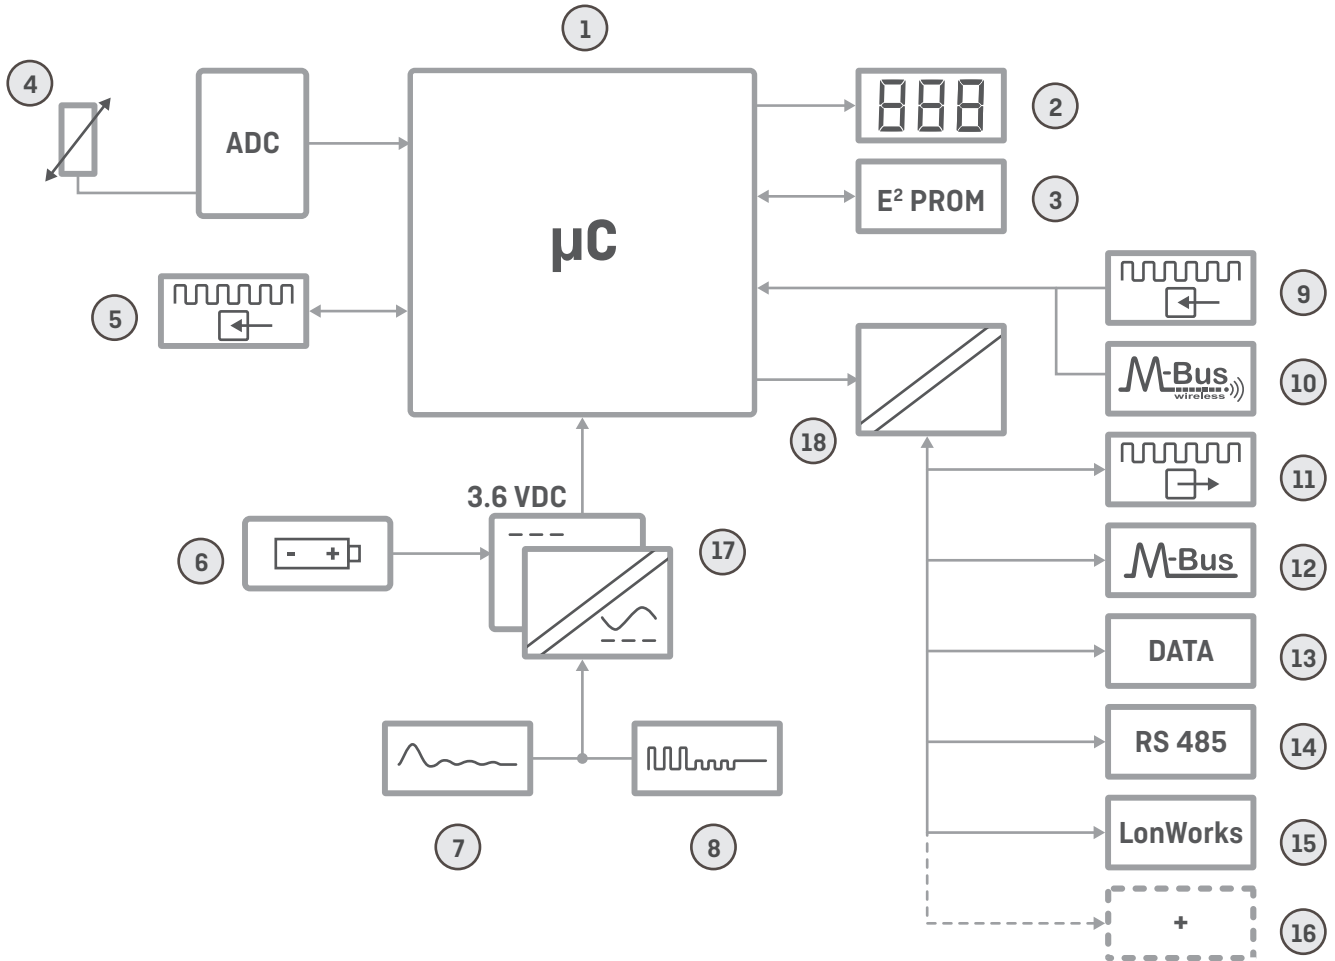 1
4
ADC
888
2
µC
E² PROM
3
5
9
M-Bus
wireless
10
18
11
3.6 VDC
6
- +
17
M-Bus
12
DATA
13
RS 485
14
7
8
LonWorks
15
+
16